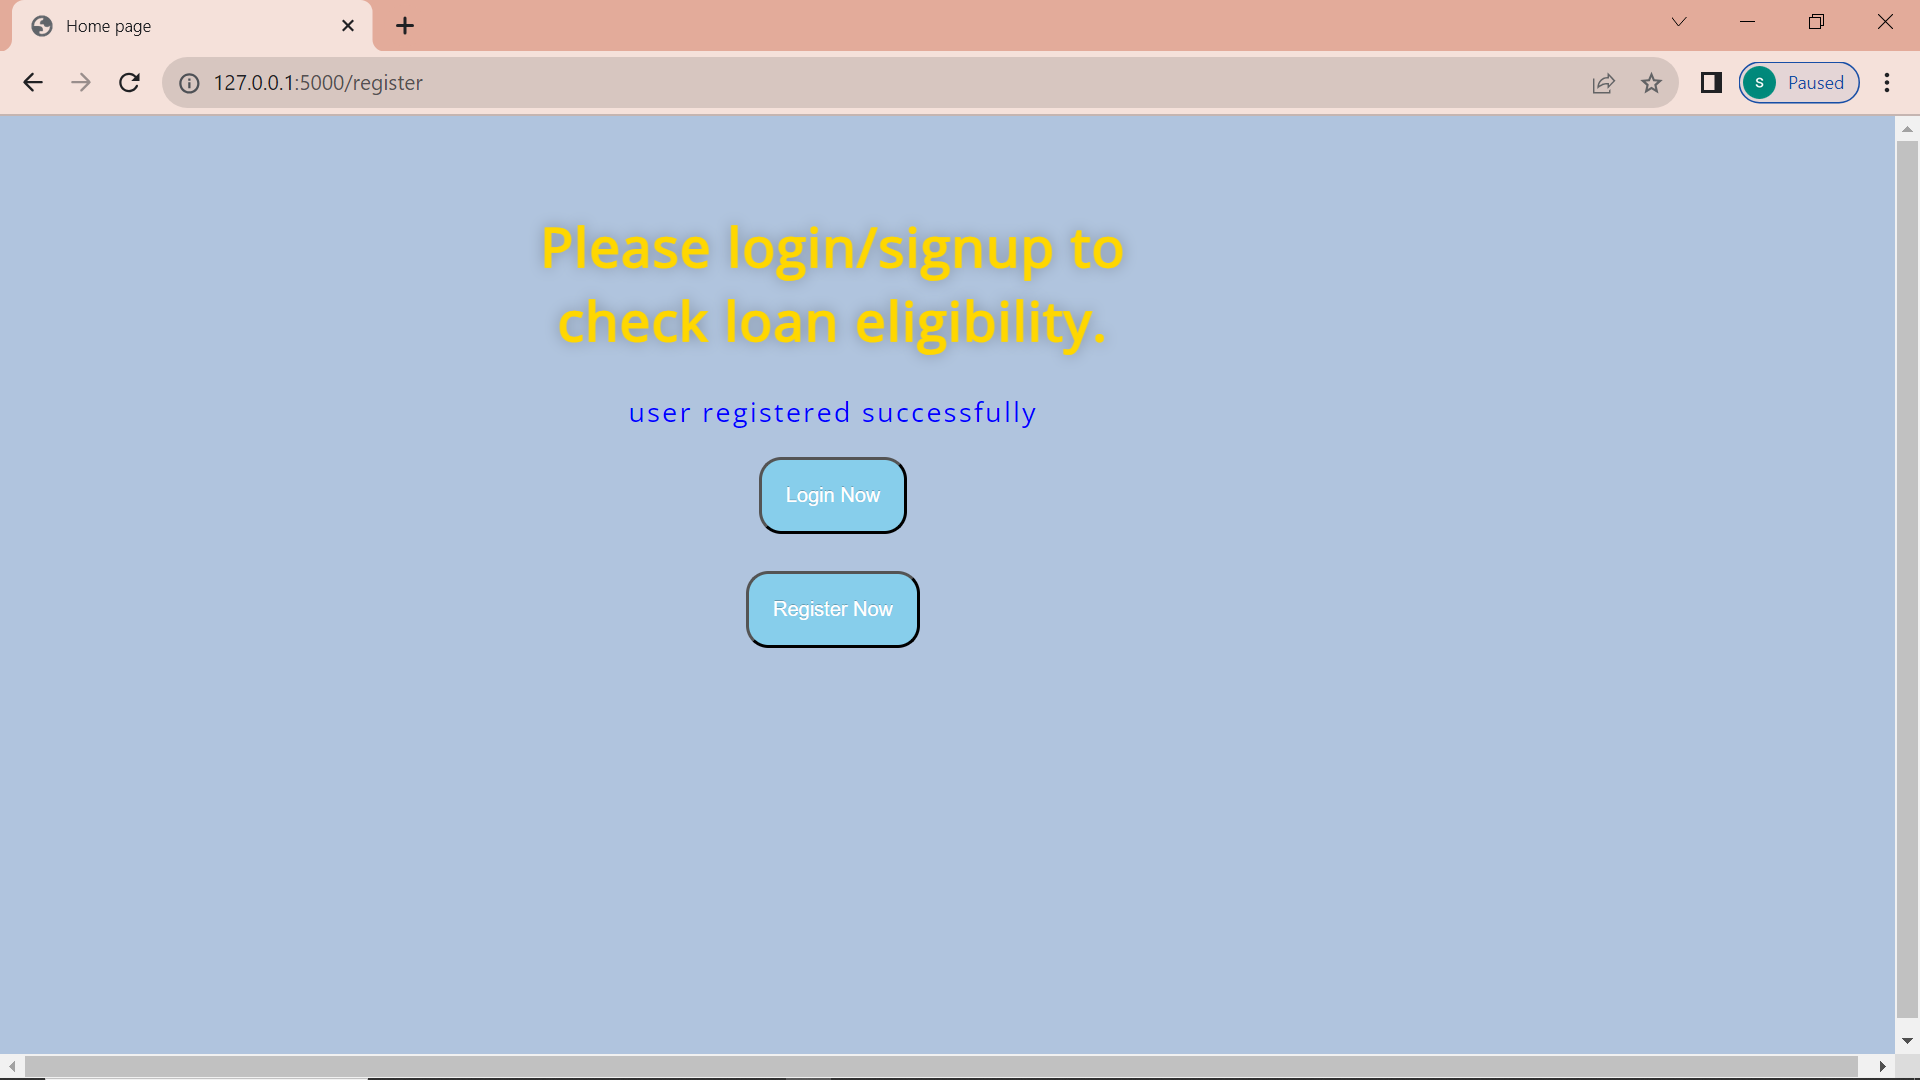 Home page
127.0.0.1:5000/register
S
Paused
Please login/signup to
check loan eligibility.
user registered successfully
Login Now
Register Now